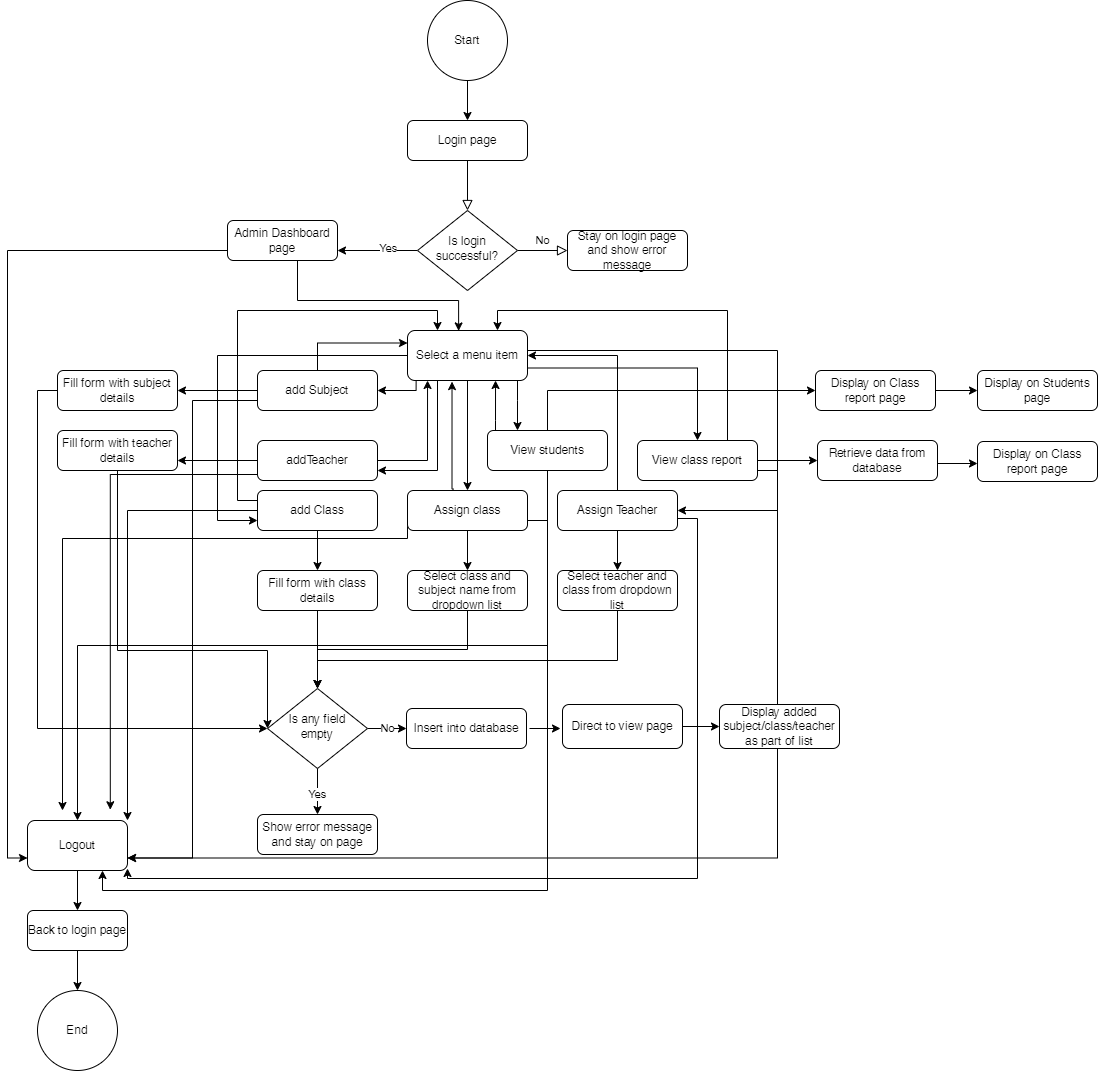 Start
Login page
Admin Dashboard
page
Yes
Is login
successful?
No
Stay on login page
and show error
message
Select a menu item
Fill form with subject
details
add Subject
Display on Class
report page
Display on Students
page
Fill form with teacher
details
addTeacher
View students
View class report
Retrieve data from
database
Display on Class
report page
add Class
Assign class
Assign Teacher
Fill form with class
details
Select class and
subject name from
dropdown list
Select teacher and
class from dropdown
list
Is any field
empty
No
Insert into database
Direct to view page
Display added
subject/class/teacher
as part of list
Yes
Show error message
and stay on page
Logout
Back to login page
End